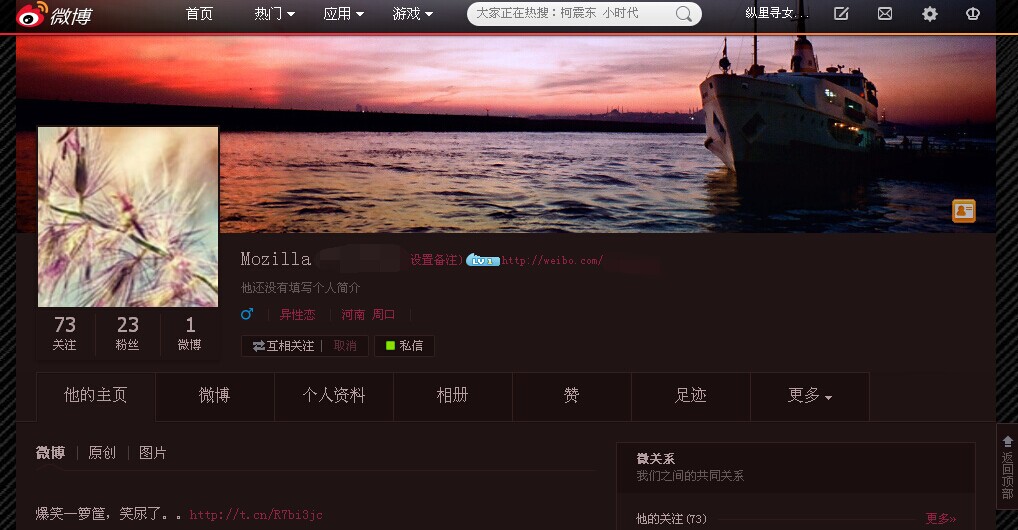 微博 首页 热门 应用 游戏 大家正在热搜：柯震东 小时代 纵里寻女...
Mozilla 设置备注) LV 1 http://weibo.com/
他还没有填写个人简介
异性恋 | 河南 周口
73 23 1
关注 粉丝 微博
互相关注 | 取消 私信
他的主页 微博 个人资料 相册 赞 足迹 更多
微博 | 原创 | 图片
微关系
我们之间的共同关系
返回顶部
爆笑一箩筐，笑尿了。。http://t.cn/R7bi3jc
他的关注(73) 更多»